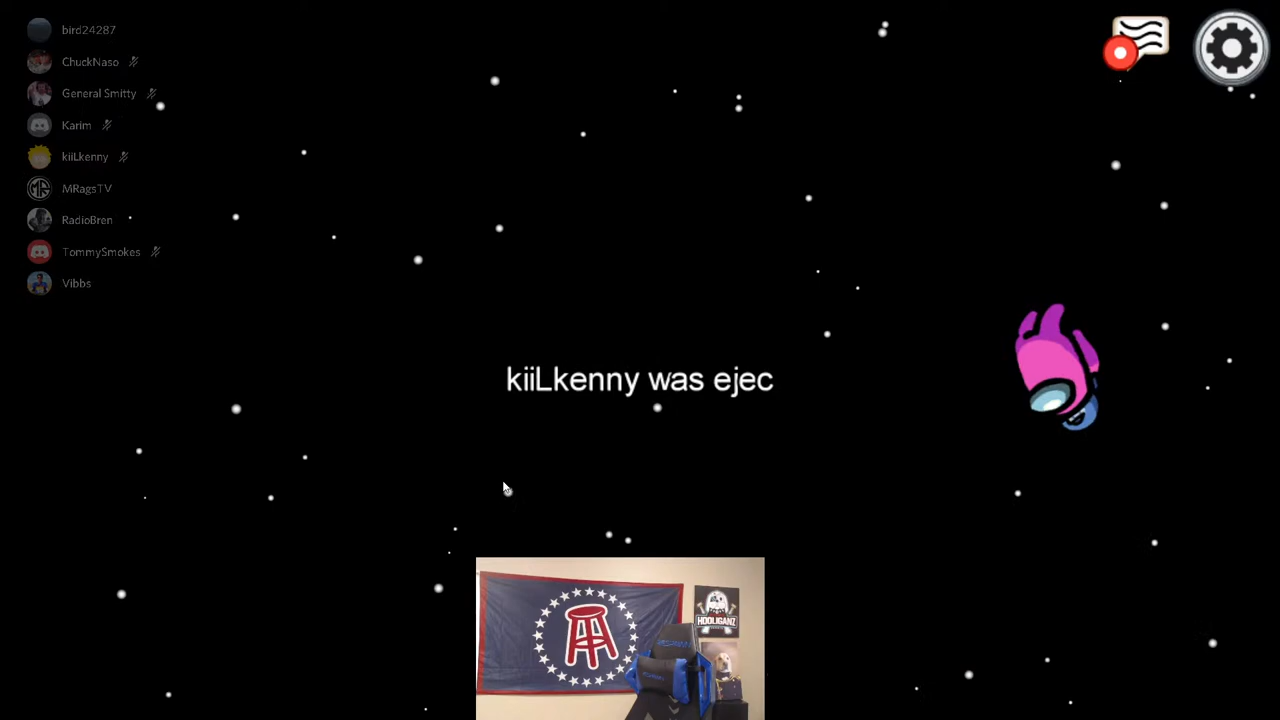 bird24287
ChuckNaso
General Smitty
Karim
kiiLkenny
MRagsTV
RadioBren
TommySmokes
Vibbs
kiiLkenny was ejec
HOOLIGANZ